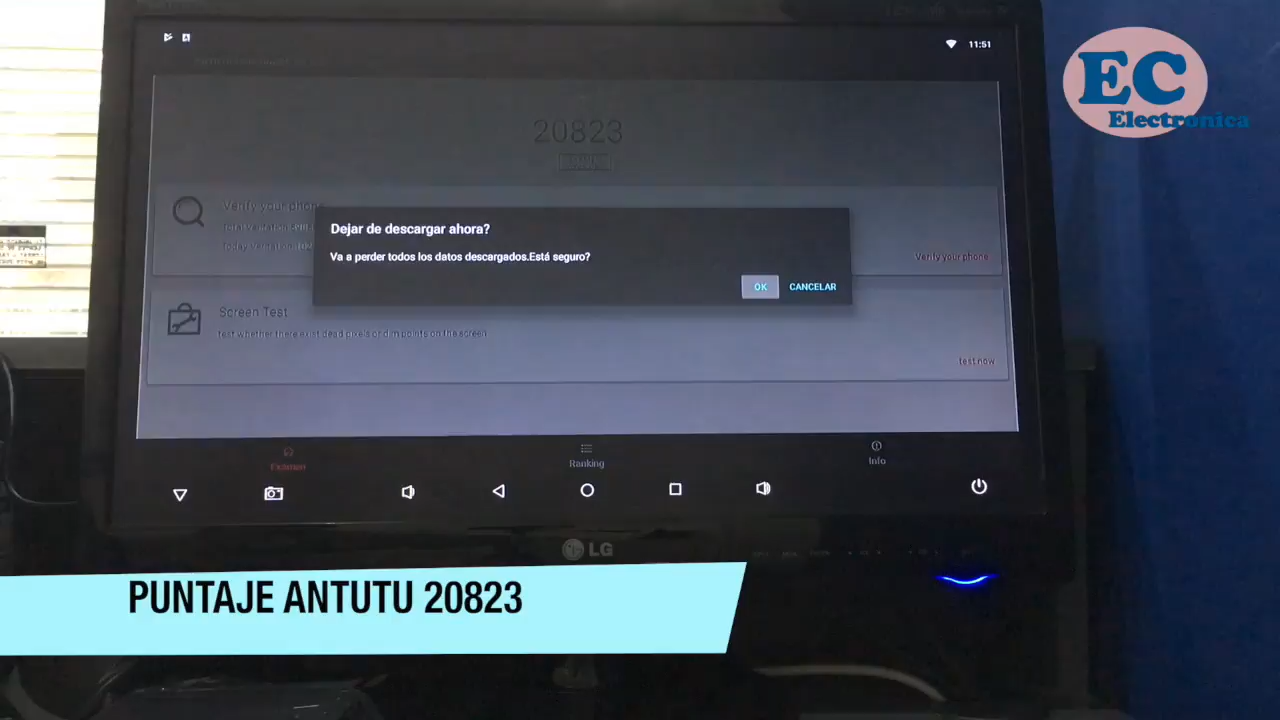 11:51
EC
Electronica
20823
Verify your phone
Dejar de descargar ahora?
Va a perder todos los datos descargados.Está seguro?
Verify your phone
OK
CANCELAR
Screen Test
test whether there exist dead pixels or dim points on the screen
test now
Examen
Ranking
Info
LG
PUNTAJE ANTUTU 20823